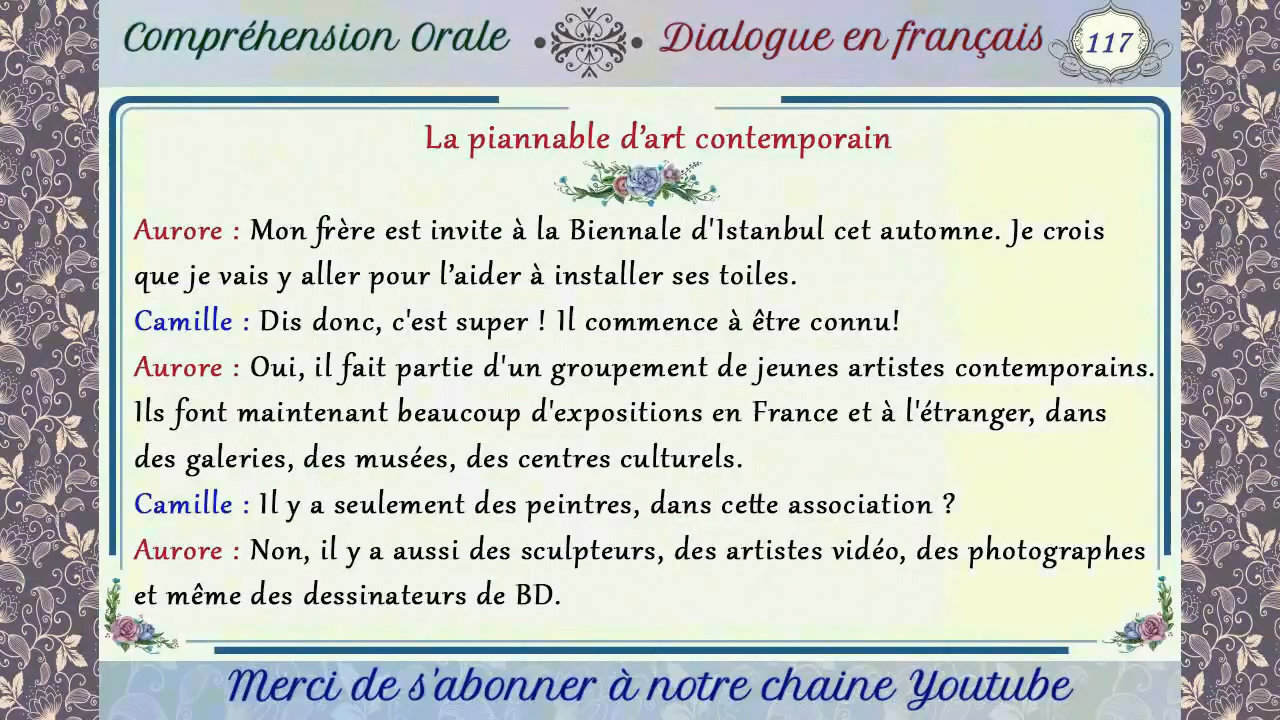 Compréhension Orale Dialogue en français 117
La piannable d’art contemporain
Aurore : Mon frère est invite à la Biennale d'Istanbul cet automne. Je crois
que je vais y aller pour l’aider à installer ses toiles.
Camille : Dis donc, c'est super ! Il commence à être connu!
Aurore : Oui, il fait partie d'un groupement de jeunes artistes contemporains.
Ils font maintenant beaucoup d'expositions en France et à l'étranger, dans
des galeries, des musées, des centres culturels.
Camille : Il y a seulement des peintres, dans cette association ?
Aurore : Non, il y a aussi des sculpteurs, des artistes vidéo, des photographes
et même des dessinateurs de BD.
Merci de s'abonner à notre chaine Youtube